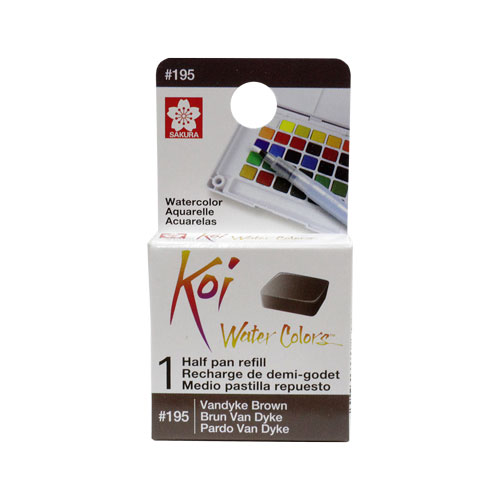 #195
SAKURA
Watercolor
Aquarelle
Acuarelas
Koi
Water Colors™
1 Half pan refill
Recharge de demi-godet
Medio pastilla repuesto
#195 Vandyke Brown
Brun Van Dyke
Pardo Van Dyke